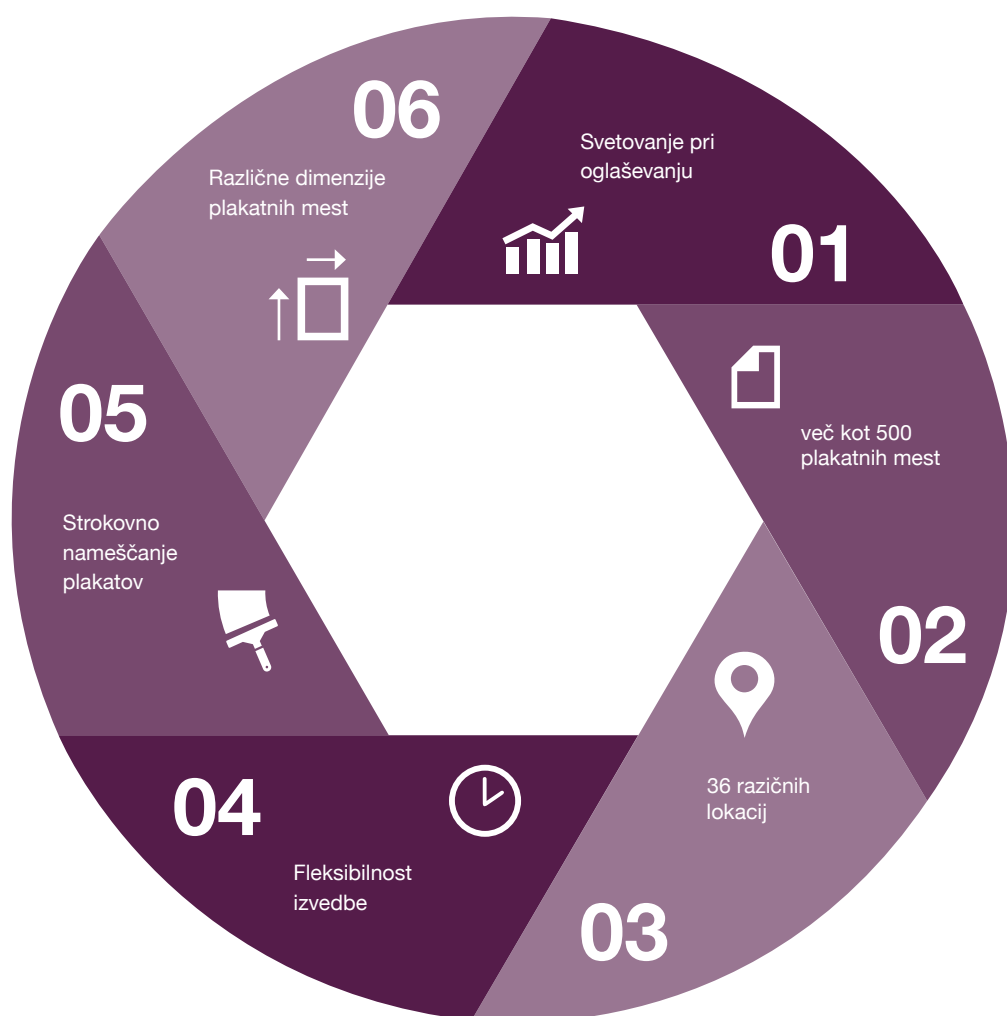 01
Svetovanje pri
oglaševanju
02
več kot 500
plakatnih mest
03
36 razičnih
lokacij
04
Fleksibilnost
izvedbe
05
Strokovno
nameščanje
plakatov
06
Različne dimenzije
plakatnih mest